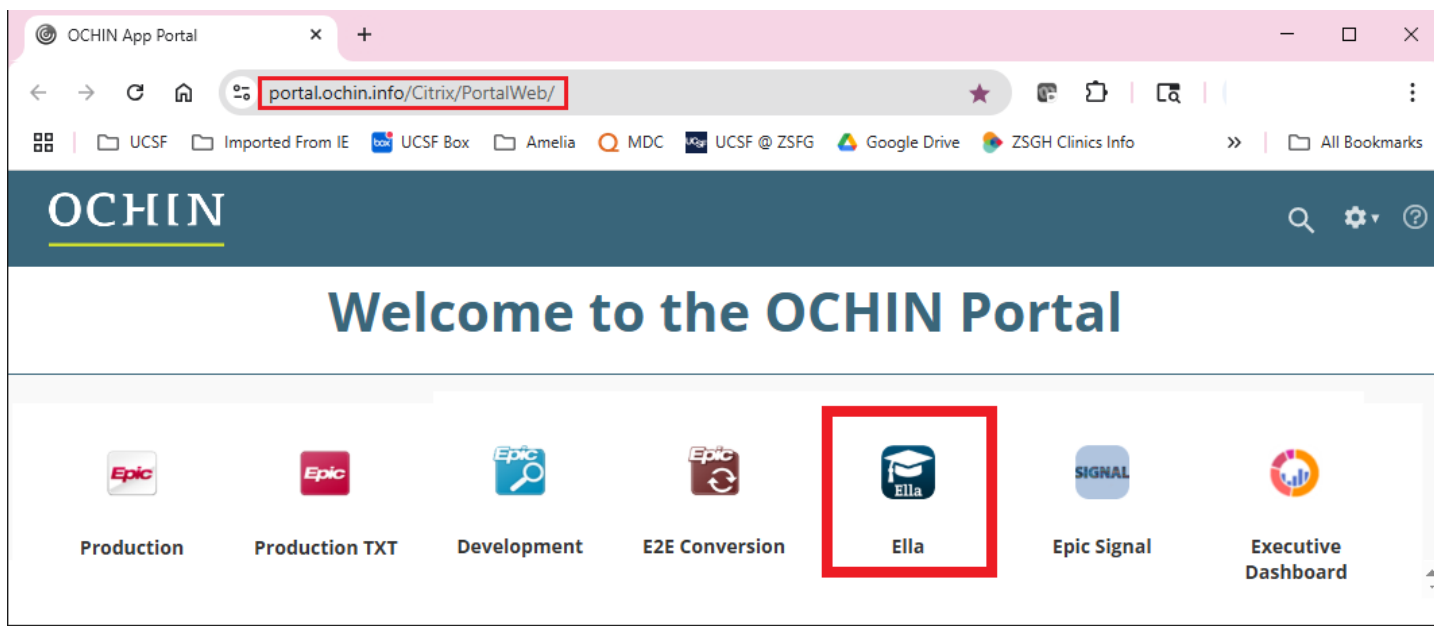 OCHIN App Portal
portal.ochin.info/Citrix/PortalWeb/
UCSF Imported From IE box UCSF Box Amelia MDC UCSF UCSF @ ZSFG Google Drive ZSGH Clinics Info » All Bookmarks
OCHIN
Welcome to the OCHIN Portal
Epic Epic Epic Epic Ella SIGNAL
Production Production TXT Development E2E Conversion Ella Epic Signal Executive
Dashboard